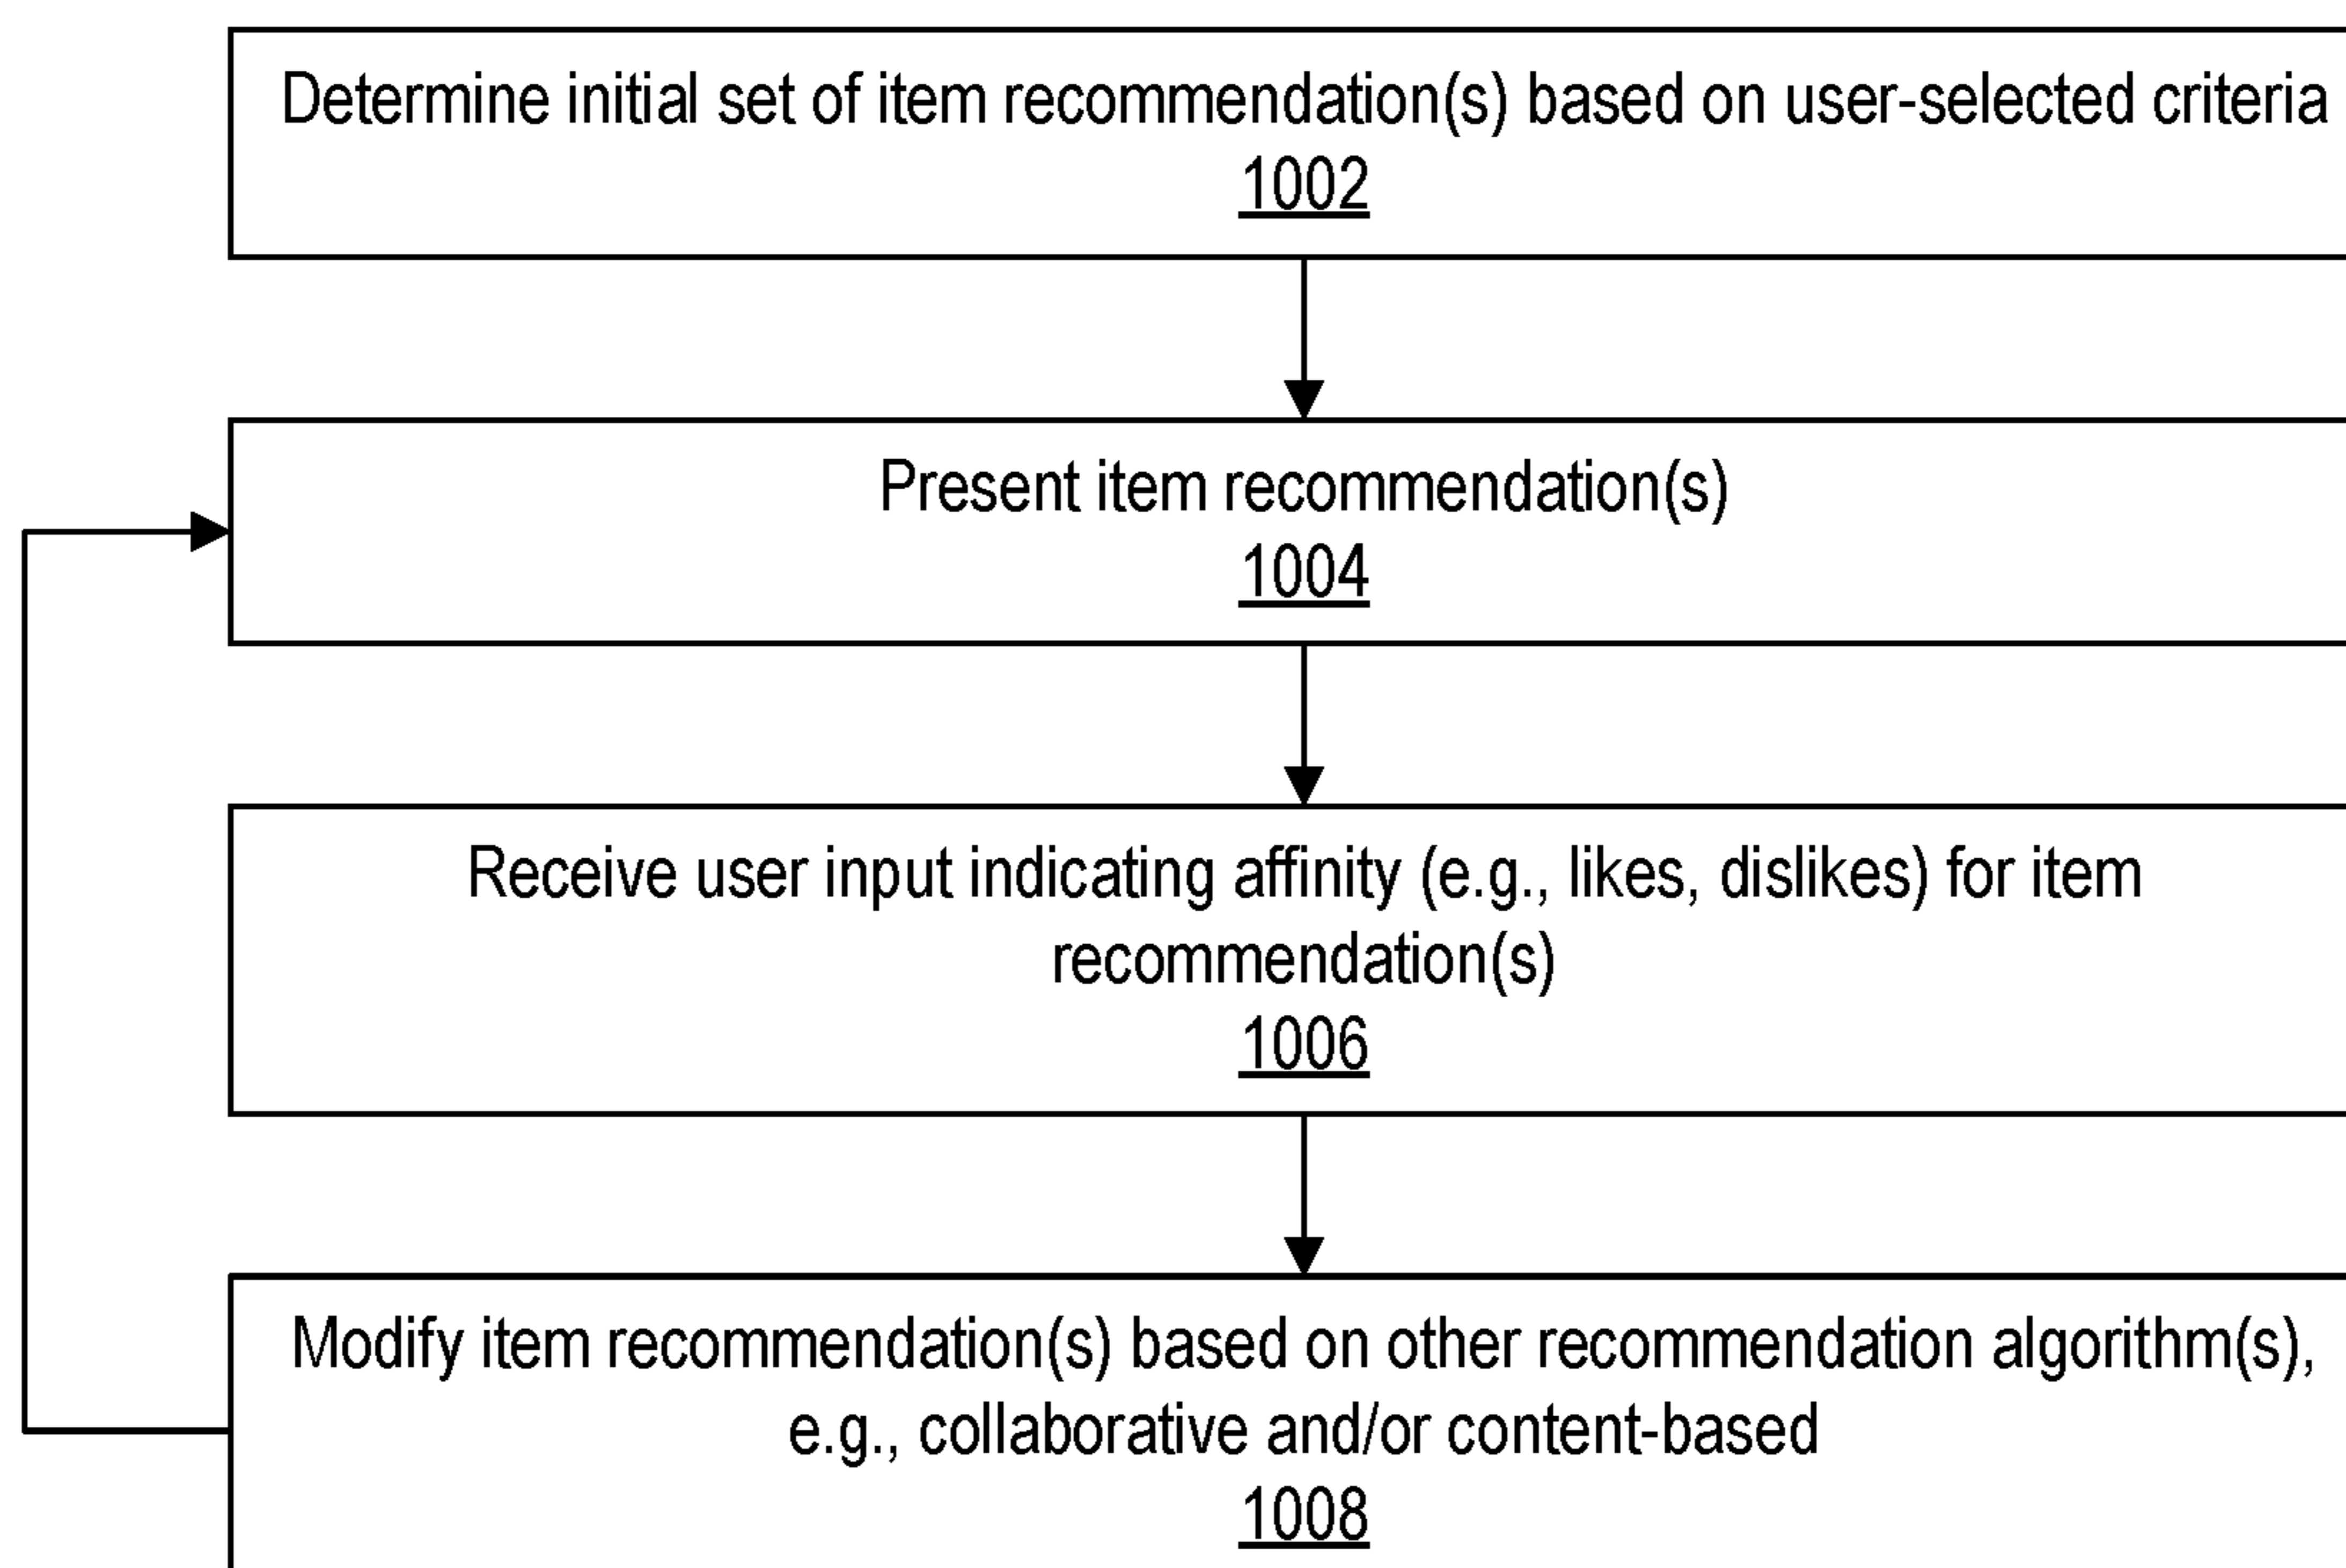 Determine initial set of item recommendation(s) based on user-selected criteria
1002
Present item recommendation(s)
1004
Receive user input indicating affinity (e.g., likes, dislikes) for item
recommendation(s)
1006
Modify item recommendation(s) based on other recommendation algorithm(s),
e.g., collaborative and/or content-based
1008